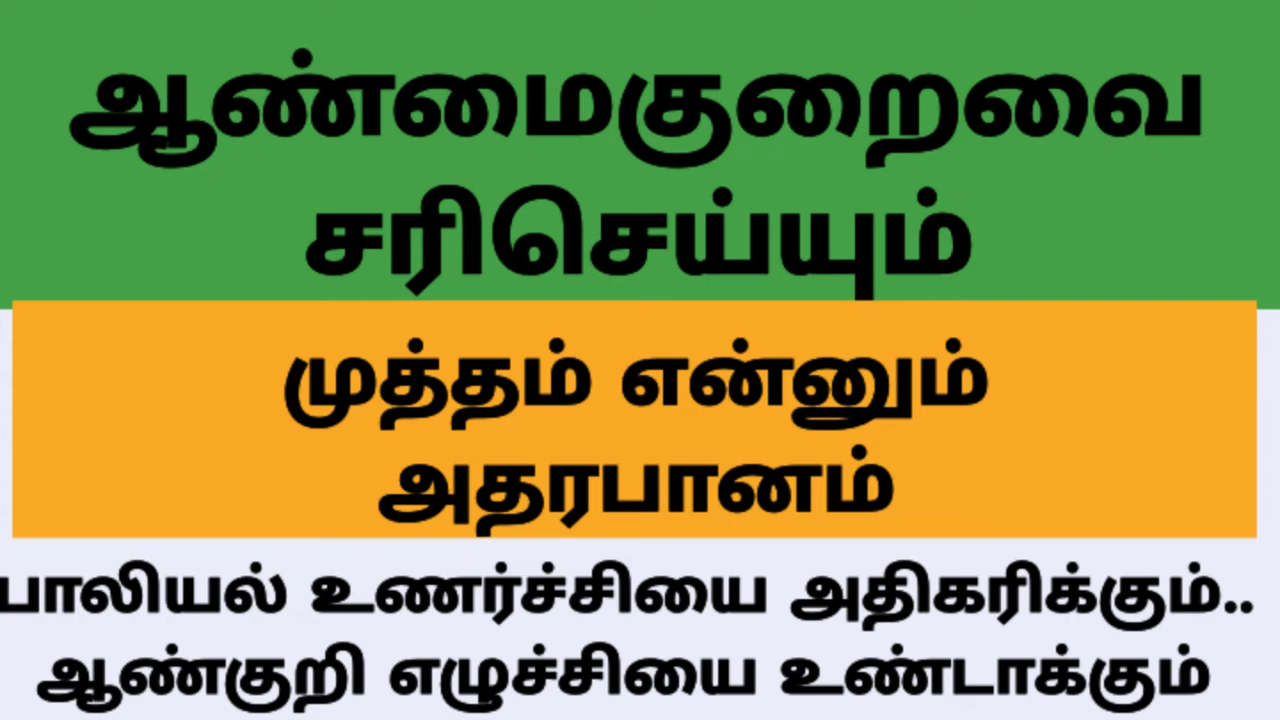 ஆண்மைகுறைவை
சரிசெய்யும்
முத்தம் என்னும்
அதரபானம்
பாலியல் உணர்ச்சியை அதிகரிக்கும்..
ஆண்குறி எழுச்சியை உண்டாக்கும்